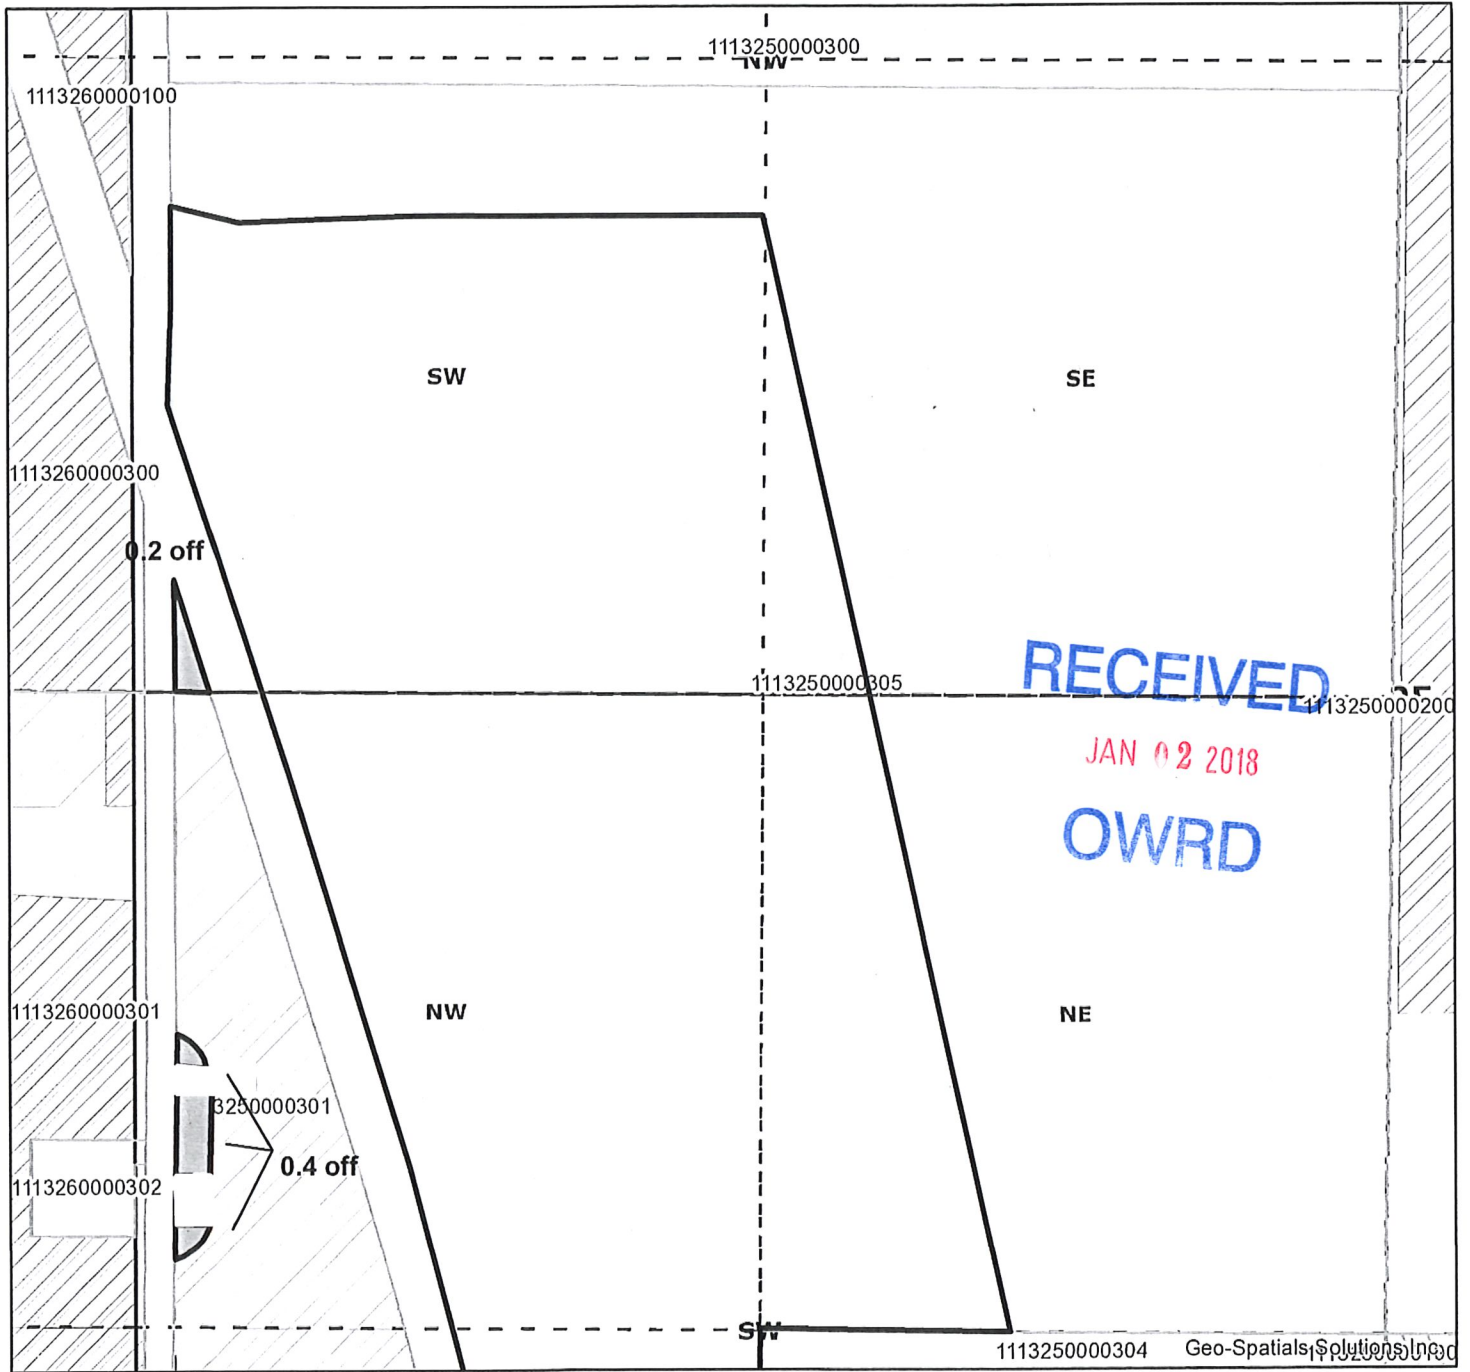 1113250000300
NW
1113260000100
SW
SE
1113260000300
0.2 off
RECEIVED
1113250000305
1113250000200
JAN 02 2018
OWRD
1113260000301
NW
NE
3250000301
0.4 off
1113260000302
SW
1113250000304
Geo-Spatials Solutions Inc.